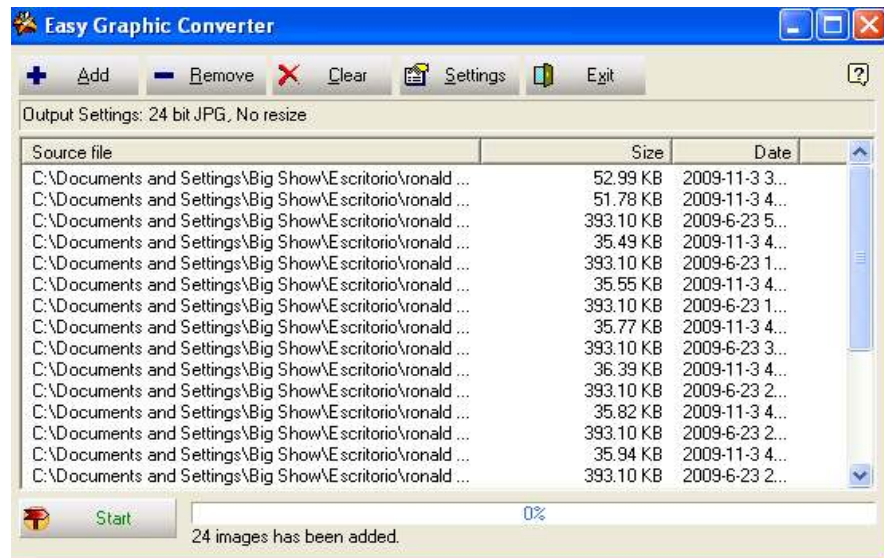 Easy Graphic Converter
Add Remove Clear Settings Exit
Output Settings: 24 bit JPG, No resize
Source file Size Date
C:\Documents and Settings\Big Show\Escritorio\ronald ... 52.99 KB 2009-11-3 3...
C:\Documents and Settings\Big Show\Escritorio\ronald ... 51.78 KB 2009-11-3 4...
C:\Documents and Settings\Big Show\Escritorio\ronald ... 393.10 KB 2009-6-23 5...
C:\Documents and Settings\Big Show\Escritorio\ronald ... 35.49 KB 2009-11-3 4...
C:\Documents and Settings\Big Show\Escritorio\ronald ... 393.10 KB 2009-6-23 1...
C:\Documents and Settings\Big Show\Escritorio\ronald ... 35.55 KB 2009-11-3 4...
C:\Documents and Settings\Big Show\Escritorio\ronald ... 393.10 KB 2009-6-23 1...
C:\Documents and Settings\Big Show\Escritorio\ronald ... 35.77 KB 2009-11-3 4...
C:\Documents and Settings\Big Show\Escritorio\ronald ... 393.10 KB 2009-6-23 3...
C:\Documents and Settings\Big Show\Escritorio\ronald ... 36.39 KB 2009-11-3 4...
C:\Documents and Settings\Big Show\Escritorio\ronald ... 393.10 KB 2009-6-23 2...
C:\Documents and Settings\Big Show\Escritorio\ronald ... 35.82 KB 2009-11-3 4...
C:\Documents and Settings\Big Show\Escritorio\ronald ... 393.10 KB 2009-6-23 2...
C:\Documents and Settings\Big Show\Escritorio\ronald ... 35.94 KB 2009-11-3 4...
C:\Documents and Settings\Big Show\Escritorio\ronald ... 393.10 KB 2009-6-23 2...
Start 0%
24 images has been added.